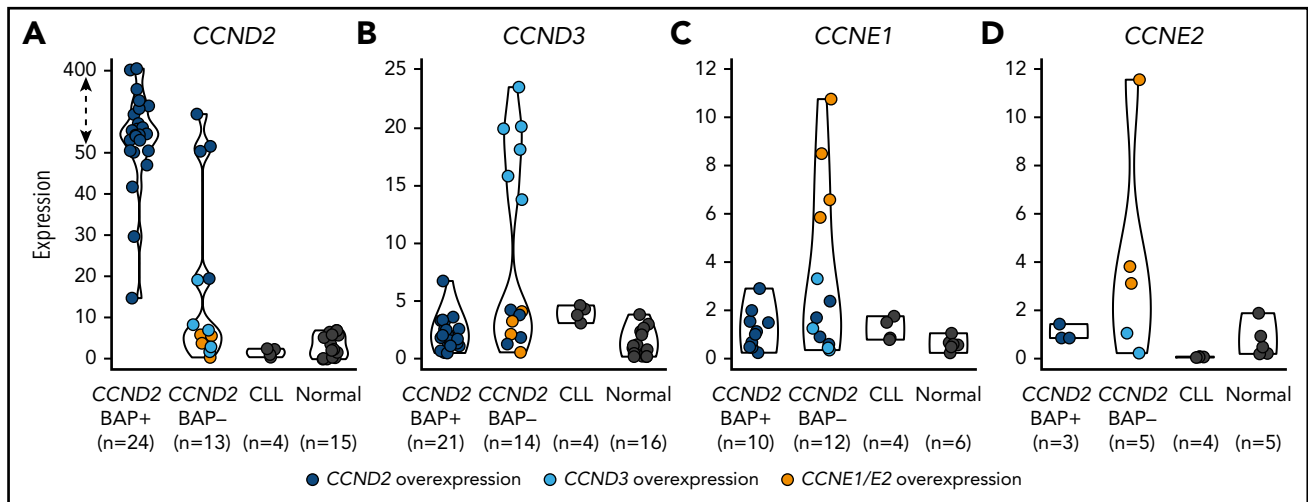 A CCND2
B CCND3
C CCNE1
D CCNE2
Expression
400
50
40
30
20
10
0
25
20
15
10
5
0
12
10
8
6
4
2
0
12
10
8
6
4
2
0
CCND2 CCND2 CLL Normal
BAP+ BAP–
(n=24) (n=13) (n=4) (n=15)
CCND2 CCND2 CLL Normal
BAP+ BAP–
(n=21) (n=14) (n=4) (n=16)
CCND2 CCND2 CLL Normal
BAP+ BAP–
(n=10) (n=12) (n=4) (n=6)
CCND2 CCND2 CLL Normal
BAP+ BAP–
(n=3) (n=5) (n=4) (n=5)
CCND2 overexpression CCND3 overexpression CCNE1/E2 overexpression